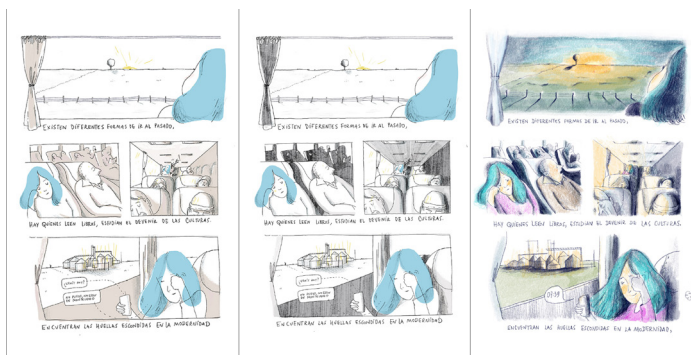 EXISTEN DIFERENTES FORMAS DE IR AL PASADO,
HAY QUIENES LEEN LIBROS, ESTUDIAN EL DEVENIR DE LAS CULTURAS.
ENCUENTRAN LAS HUELLAS ESCONDIDAS EN LA MODERNIDAD
EXISTEN DIFERENTES FORMAS DE IR AL PASADO,
HAY QUIENES LEEN LIBROS, ESTUDIAN EL DEVENIR DE LAS CULTURAS.
ENCUENTRAN LAS HUELLAS ESCONDIDAS EN LA MODERNIDAD
EXISTEN DIFERENTES FORMAS DE IR AL PASADO,
HAY QUIENES LEEN LIBROS, ESTUDIAN EL DEVENIR DE LAS CULTURAS.
ENCUENTRAN LAS HUELLAS ESCONDIDAS EN LA MODERNIDAD.